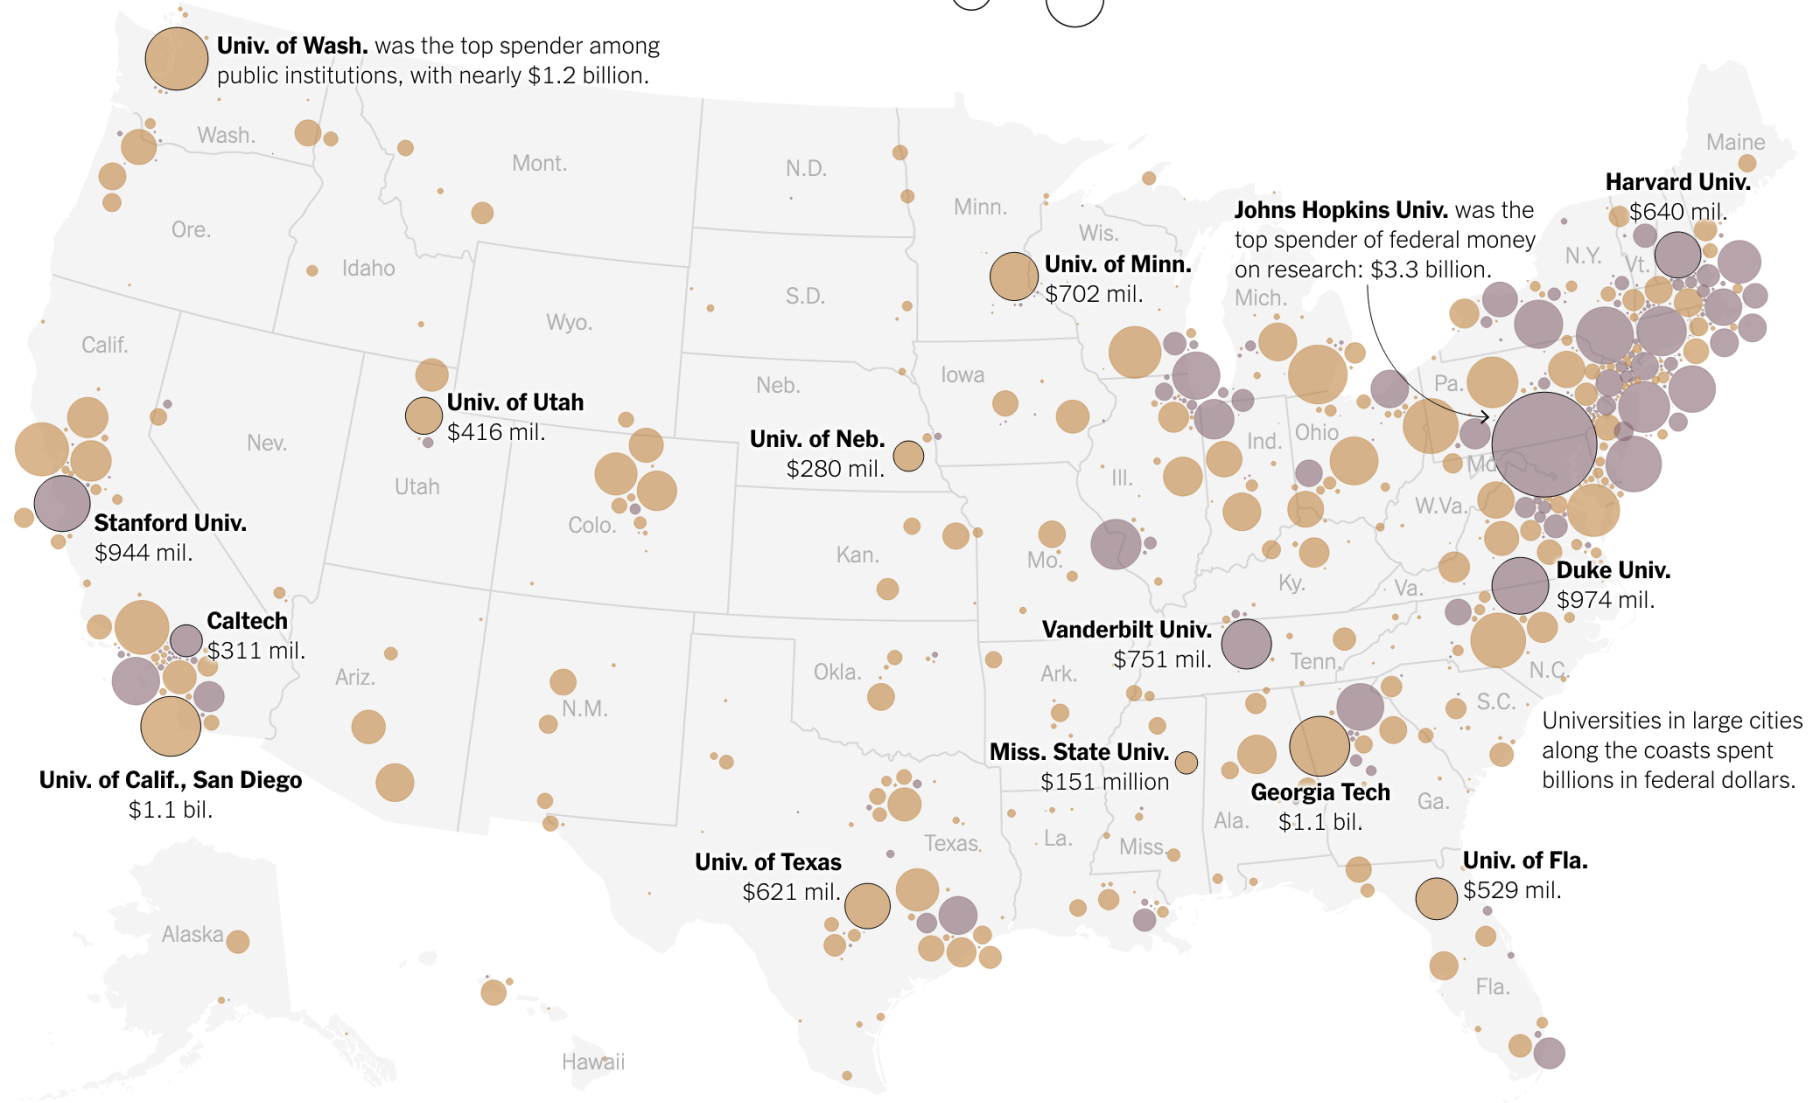 Univ. of Wash. was the top spender among
public institutions, with nearly $1.2 billion.
Wash.
Mont.
N.D.
Minn.
Maine
Harvard Univ.
$640 mil.
Johns Hopkins Univ. was the
top spender of federal money
on research: $3.3 billion.
Ore.
Idaho
Wis.
N.Y.
Vt.
Univ. of Minn.
$702 mil.
S.D.
Mich.
Wyo.
Calif.
Neb.
Iowa
Pa.
Univ. of Utah
$416 mil.
Nev.
Univ. of Neb.
$280 mil.
Ind.
Ohio
Md.
Utah
Ill.
W.Va.
Stanford Univ.
$944 mil.
Colo.
Kan.
Mo.
Ky.
Va.
Duke Univ.
$974 mil.
Caltech
$311 mil.
Vanderbilt Univ.
$751 mil.
Ariz.
Okla.
Ark.
Tenn.
N.C.
N.M.
S.C.
Universities in large cities
along the coasts spent
billions in federal dollars.
Miss. State Univ.
$151 million
Univ. of Calif., San Diego
$1.1 bil.
Georgia Tech
$1.1 bil.
Ga.
Ala.
Texas
La.
Miss.
Univ. of Texas
$621 mil.
Univ. of Fla.
$529 mil.
Alaska
Fla.
Hawaii